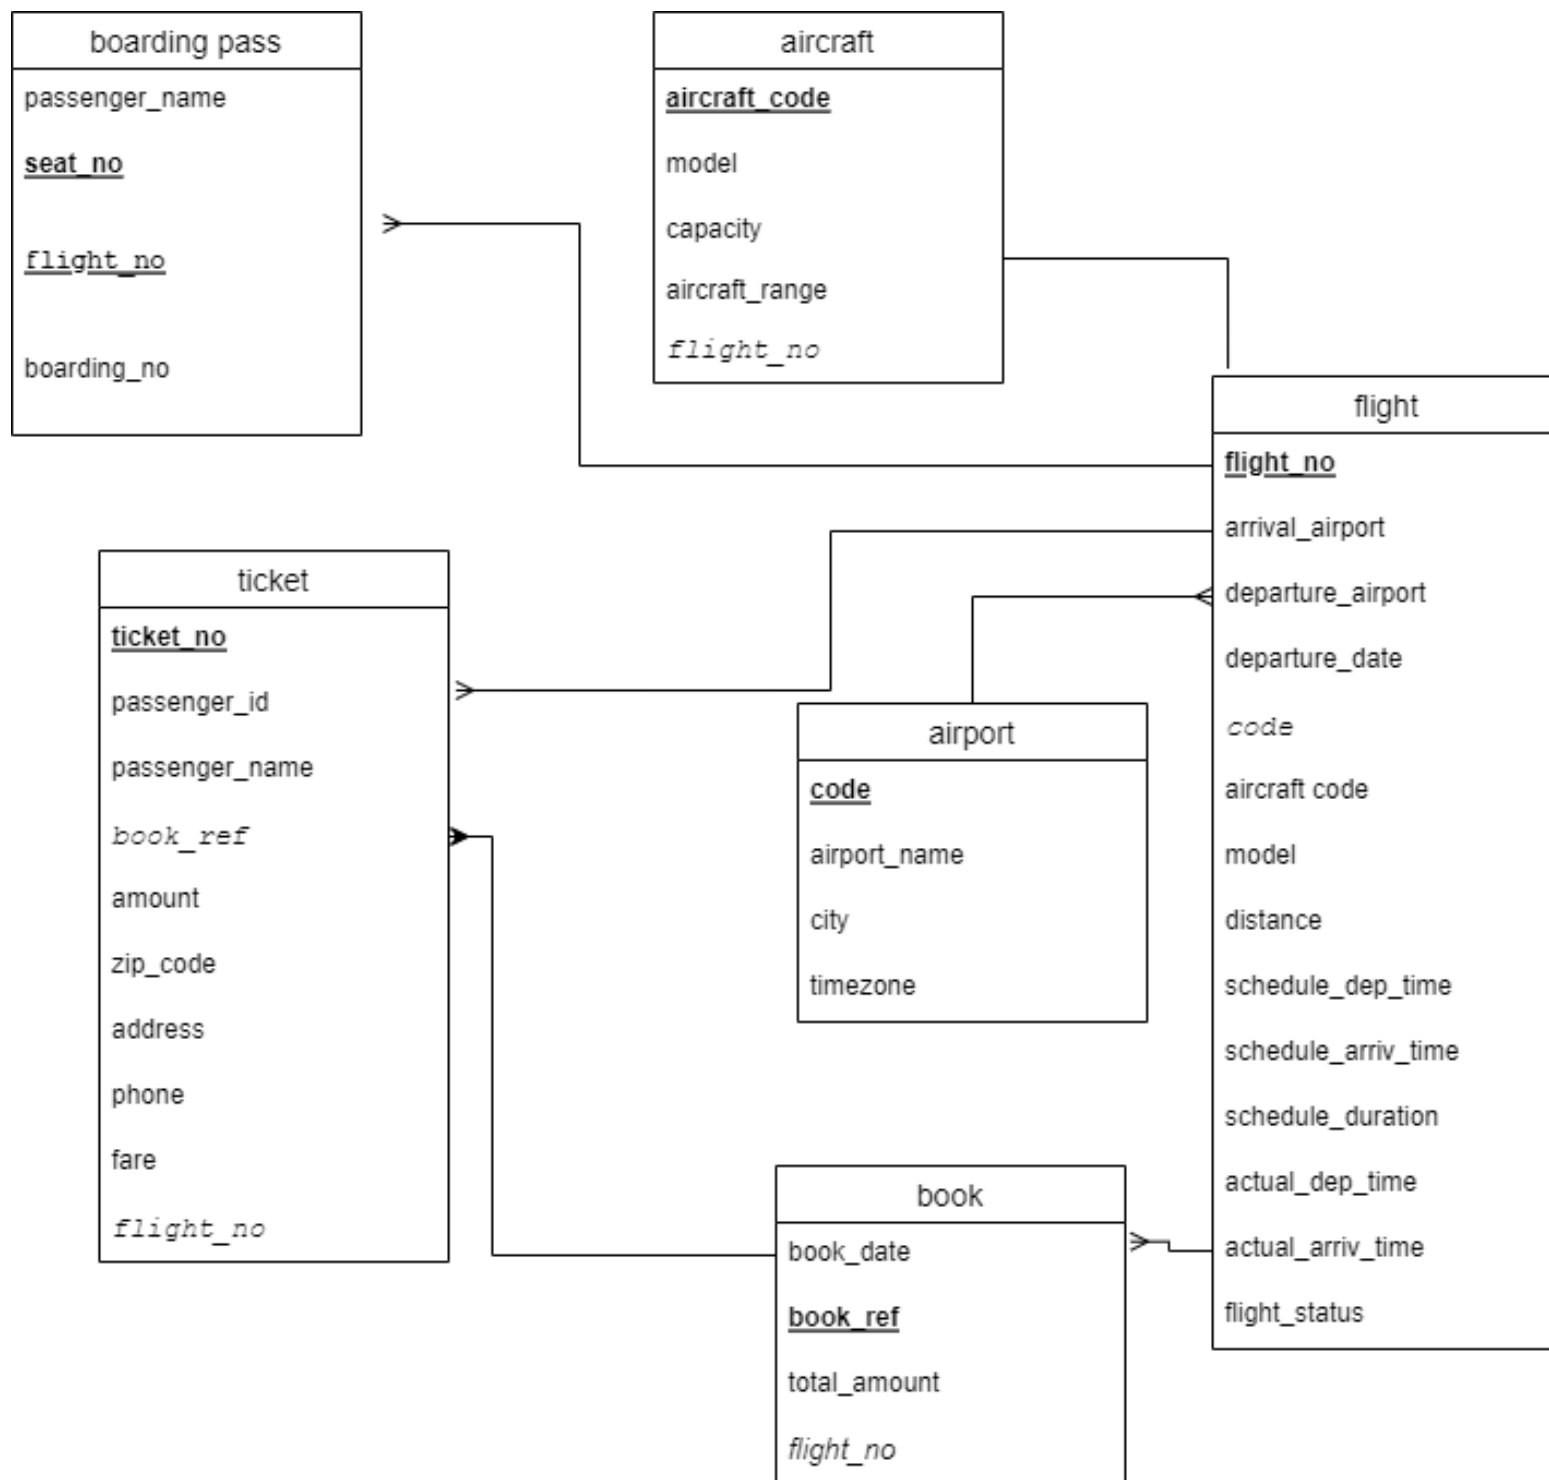 boarding pass
passenger_name
seat_no
flight_no
boarding_no
aircraft
aircraft_code
model
capacity
aircraft_range
flight_no
flight
flight_no
arrival_airport
departure_airport
departure_date
code
aircraft code
model
distance
schedule_dep_time
schedule_arriv_time
schedule_duration
actual_dep_time
actual_arriv_time
flight_status
ticket
ticket_no
passenger_id
passenger_name
book_ref
amount
zip_code
address
phone
fare
flight_no
airport
code
airport_name
city
timezone
book
book_date
book_ref
total_amount
flight_no